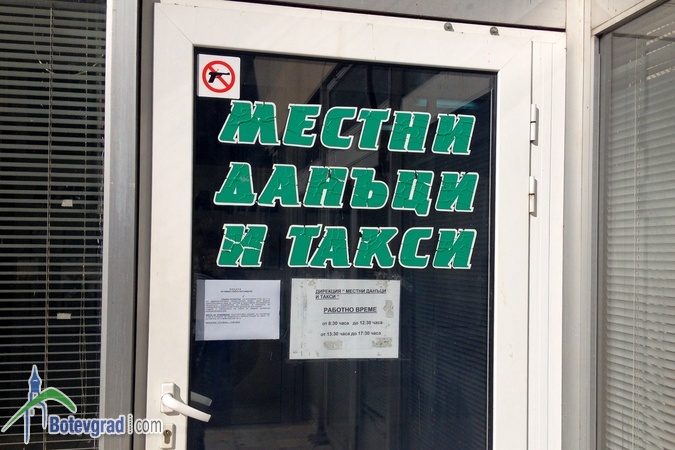 МЕСТНИ
ДАНЪЦИ
И ТАКСИ
ДИРЕКЦИЯ " МЕСТНИ ДАНЪЦИ
И ТАКСИ "
РАБОТНО ВРЕМЕ
от 8:30 часа до 12:30 часа
от 13:30 часа до 17:30 часа
Botevgrad.com